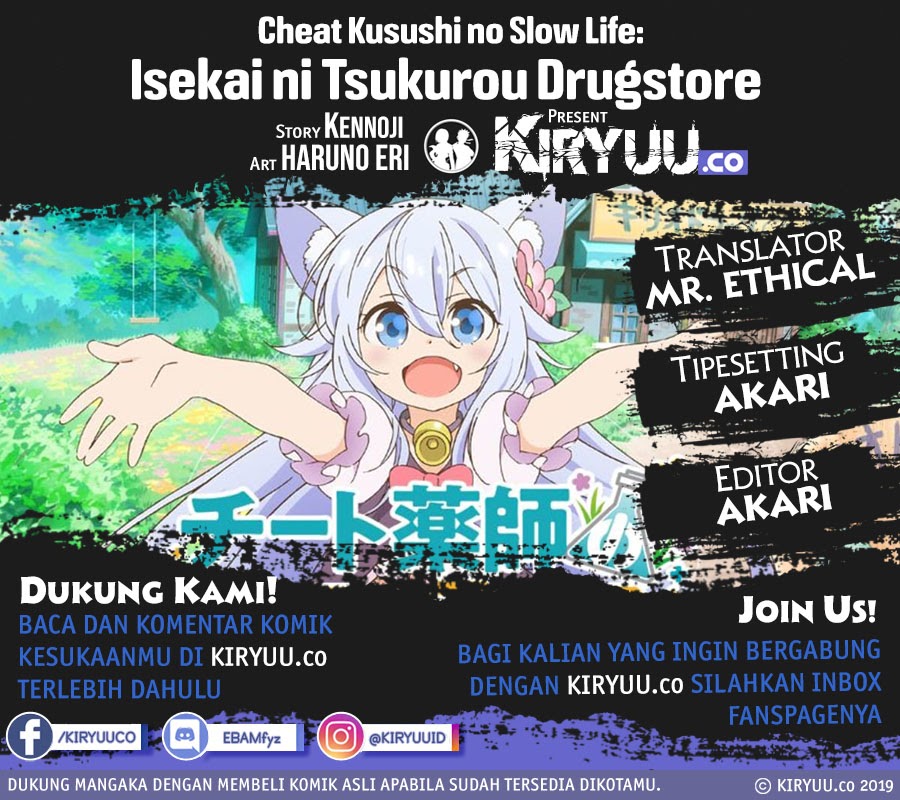 Cheat Kusushi no Slow Life:
Isekai ni Tsukurou Drugstore
STORY KENNOJI
ART HARUNO ERI
PRESENT
KIRYUU.CO
TRANSLATOR
MR. ETHICAL
TIPESETTING
AKARI
EDITOR
AKARI
チート薬師
DUKUNG KAMI!
BACA DAN KOMENTAR KOMIK
KESUKAANMU DI KIRYUU.co
TERLEBIH DAHULU
JOIN US!
BAGI KALIAN YANG INGIN BERGABUNG
DENGAN KIRYUU.co SILAHKAN INBOX
FANSPAGENYA
/KIRYUUCO
EBAMfyz
@KIRYUUID
DUKUNG MANGAKA DENGAN MEMBELI KOMIK ASLI APABILA SUDAH TERSEDIA DIKOTAMU.
© KIRYUU.co 2019